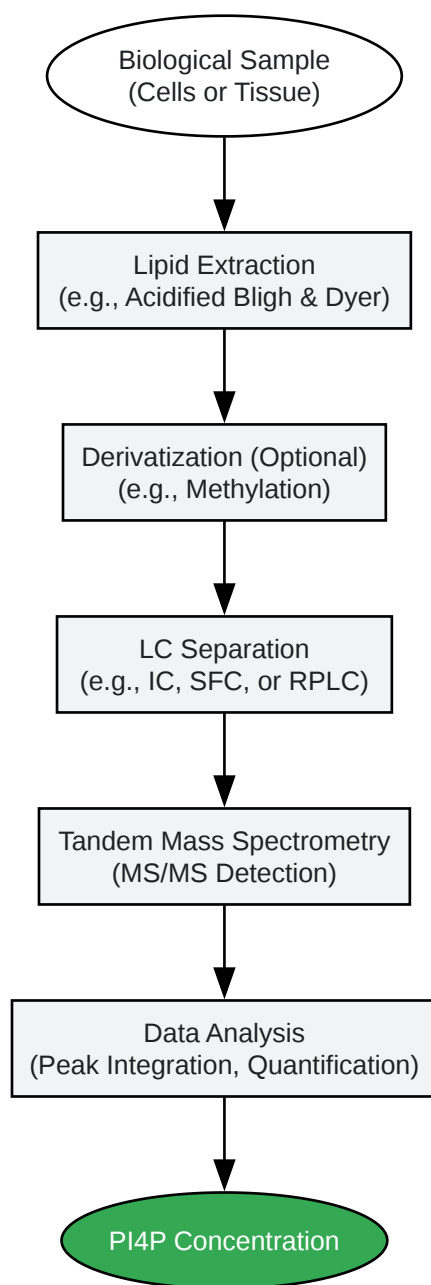 Biological Sample
(Cells or Tissue)
Lipid Extraction
(e.g., Acidified Bligh & Dyer)
Derivatization (Optional)
(e.g., Methylation)
LC Separation
(e.g., IC, SFC, or RPLC)
Tandem Mass Spectrometry
(MS/MS Detection)
Data Analysis
(Peak Integration, Quantification)
PI4P Concentration